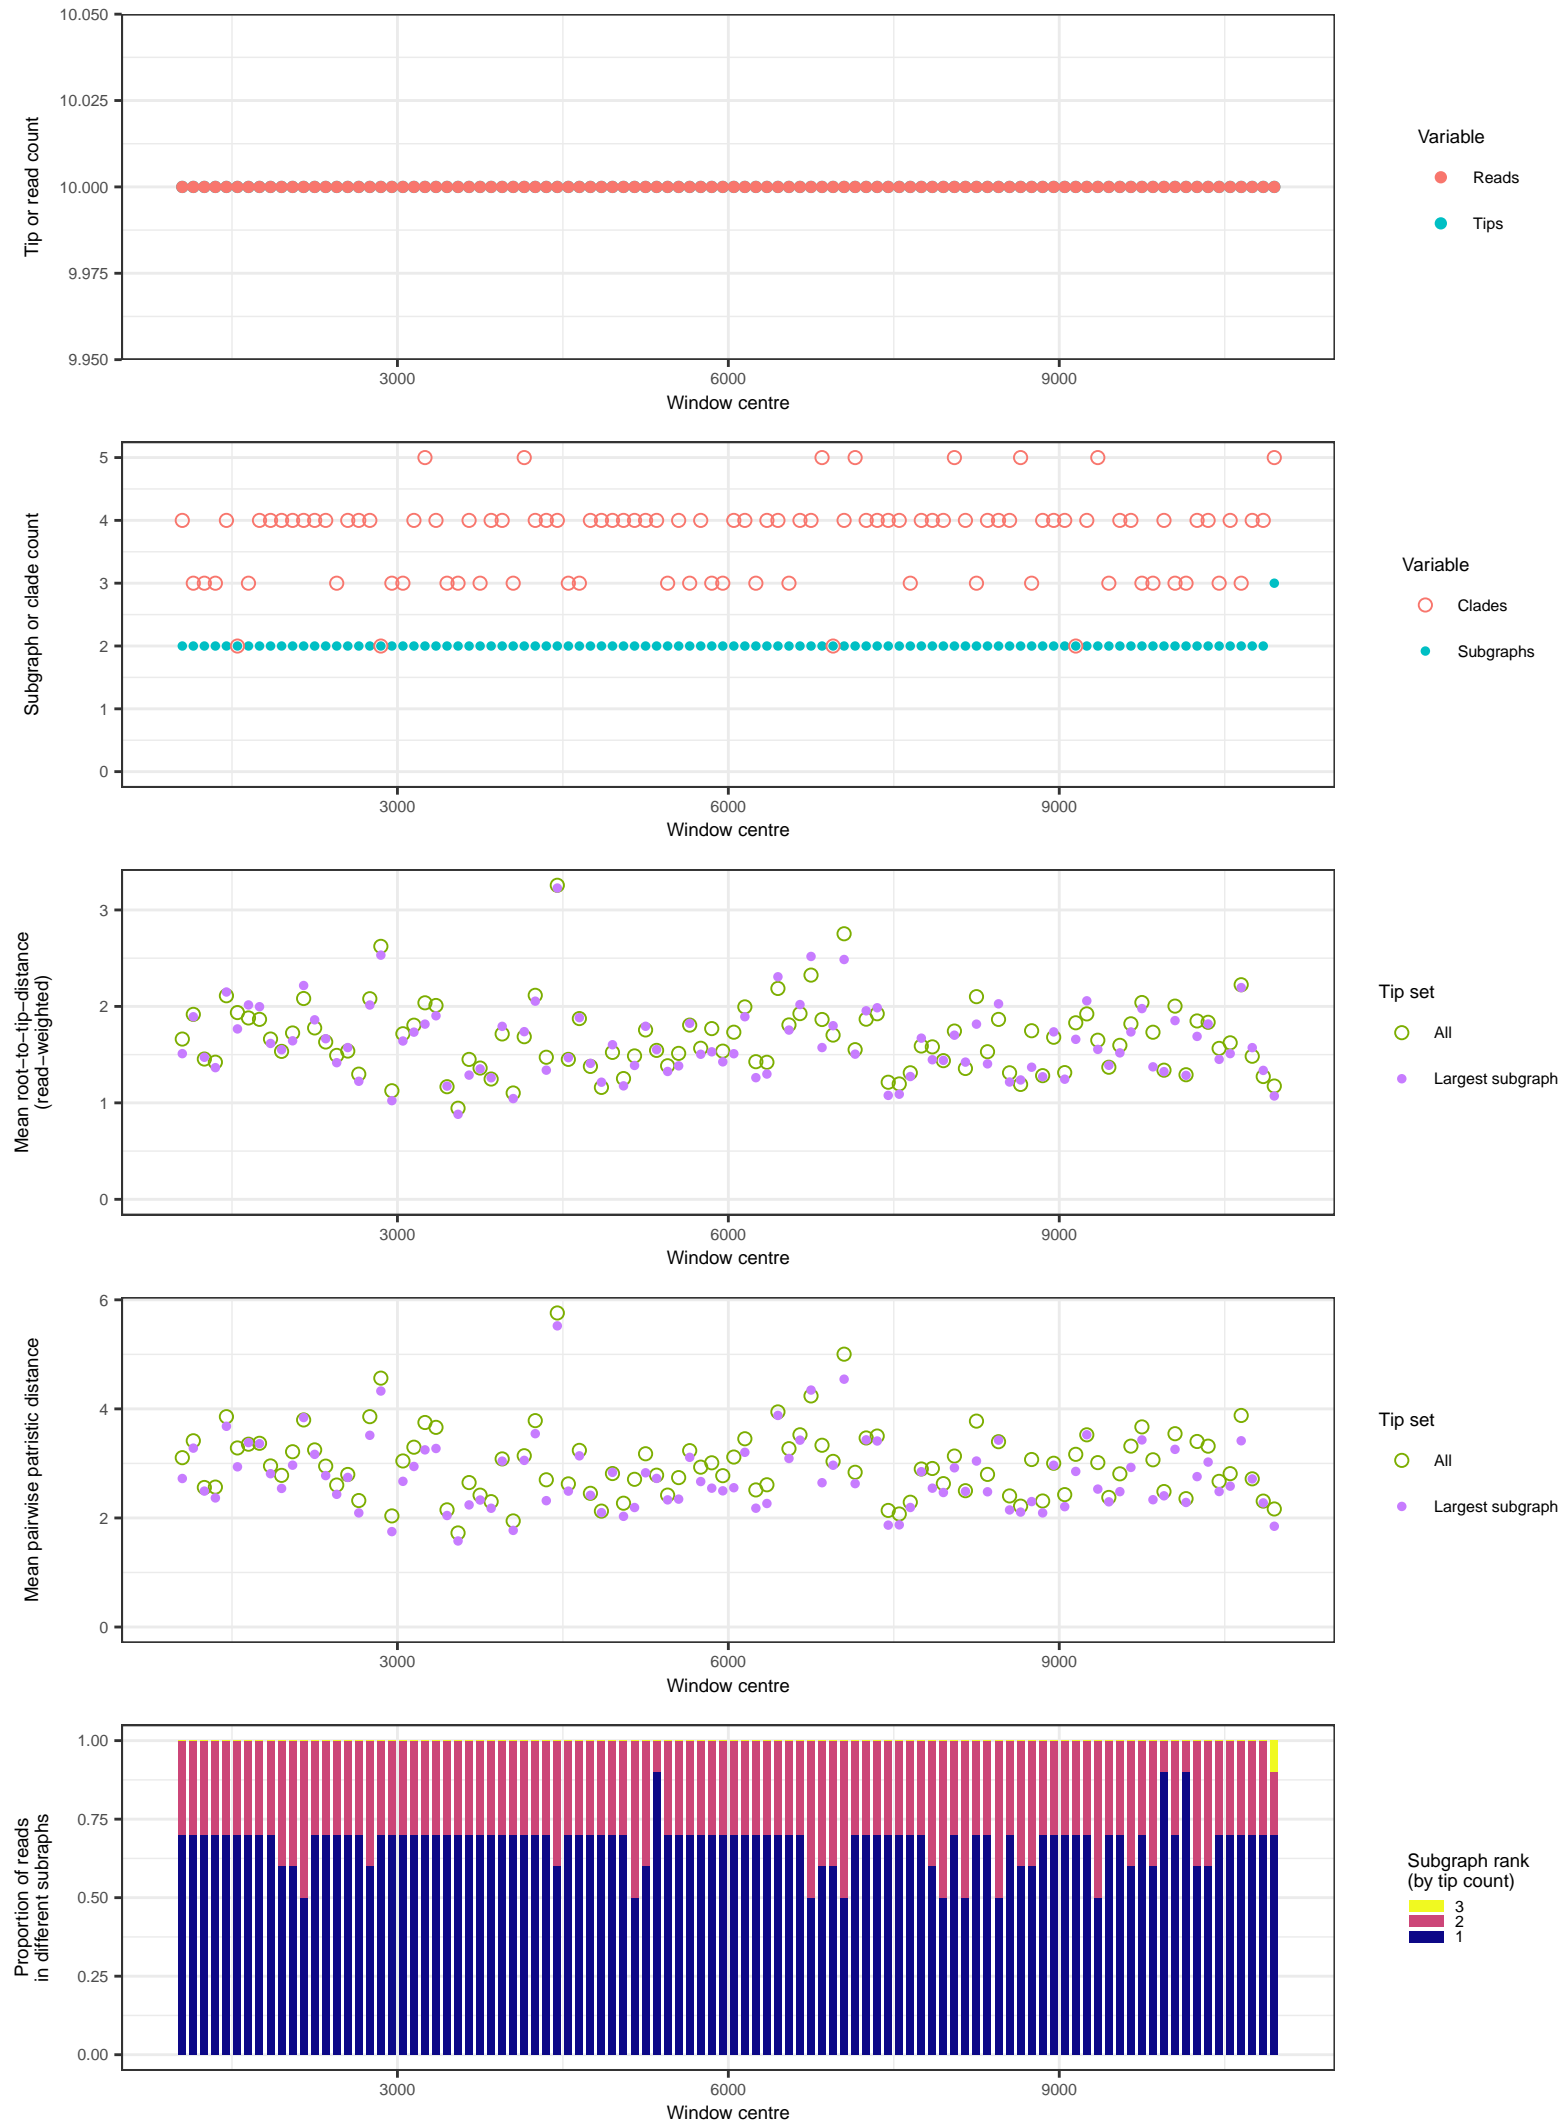 10.050
10.025
10.000
9.975
9.950
Tip or read count
3000 6000 9000
Window centre
Variable
Reads
Tips
5
4
3
2
1
0
Subgraph or clade count
3000 6000 9000
Window centre
Variable
Clades
Subgraphs
3
2
1
0
Mean root−to−tip−distance
(read−weighted)
3000 6000 9000
Window centre
Tip set
All
Largest subgraph
6
4
2
0
Mean pairwise patristic distance
3000 6000 9000
Window centre
Tip set
All
Largest subgraph
1.00
0.75
0.50
0.25
0.00
Proportion of reads
in different subraphs
3000 6000 9000
Window centre
Subgraph rank
(by tip count)
3
2
1